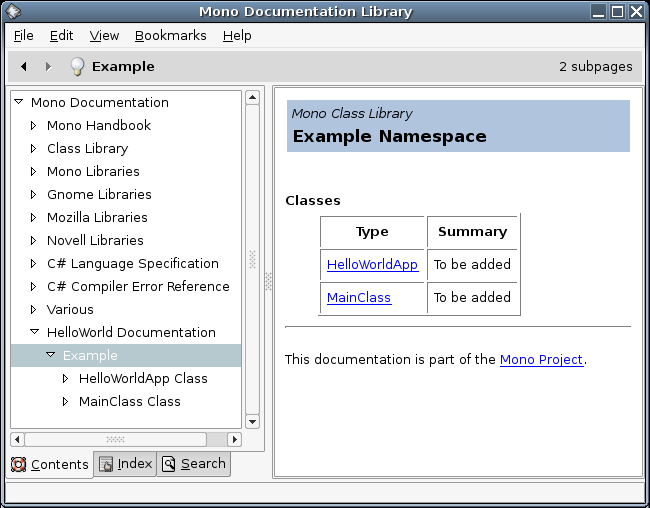 Mono Documentation Library
File Edit View Bookmarks Help
Example
2 subpages
Mono Documentation
Mono Handbook
Class Library
Mono Libraries
Gnome Libraries
Mozilla Libraries
Novell Libraries
C# Language Specification
C# Compiler Error Reference
Various
HelloWorld Documentation
Example
HelloWorldApp Class
MainClass Class
Contents Index Search
Mono Class Library
Example Namespace
Classes
Type Summary
HelloWorldApp To be added
MainClass To be added
This documentation is part of the Mono Project.